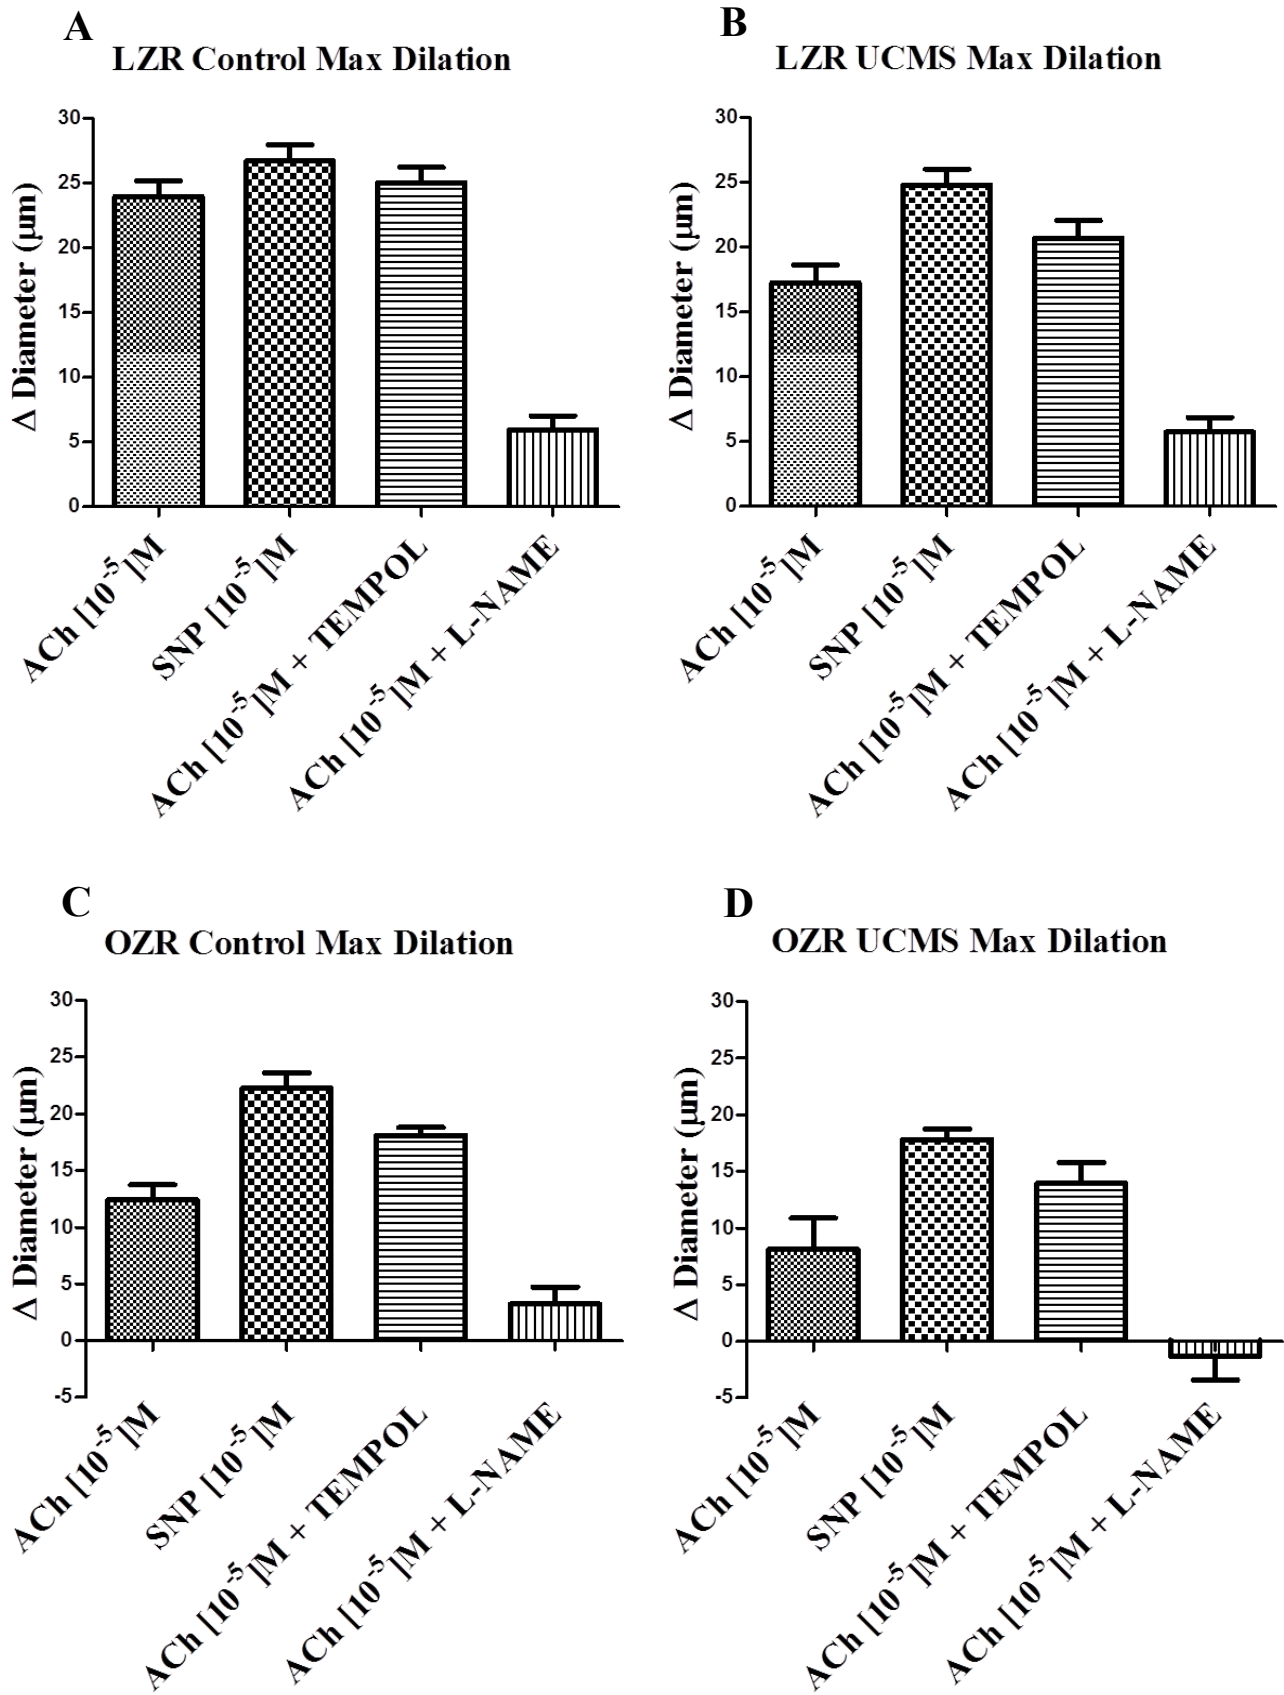 A
LZR Control Max Dilation
Δ Diameter (μm)
30
25
20
15
10
5
0
ACh [10⁻⁵]M
SNP [10⁻⁵]M
ACh [10⁻⁵]M + TEMPOL
ACh [10⁻⁵]M + L-NAME
B
LZR UCMS Max Dilation
Δ Diameter (μm)
30
25
20
15
10
5
0
ACh [10⁻⁵]M
SNP [10⁻⁵]M
ACh [10⁻⁵]M + TEMPOL
ACh [10⁻⁵]M + L-NAME
C
OZR Control Max Dilation
Δ Diameter (μm)
30
25
20
15
10
5
0
-5
ACh [10⁻⁵]M
SNP [10⁻⁵]M
ACh [10⁻⁵]M + TEMPOL
ACh [10⁻⁵]M + L-NAME
D
OZR UCMS Max Dilation
Δ Diameter (μm)
30
25
20
15
10
5
0
-5
ACh [10⁻⁵]M
SNP [10⁻⁵]M
ACh [10⁻⁵]M + TEMPOL
ACh [10⁻⁵]M + L-NAME